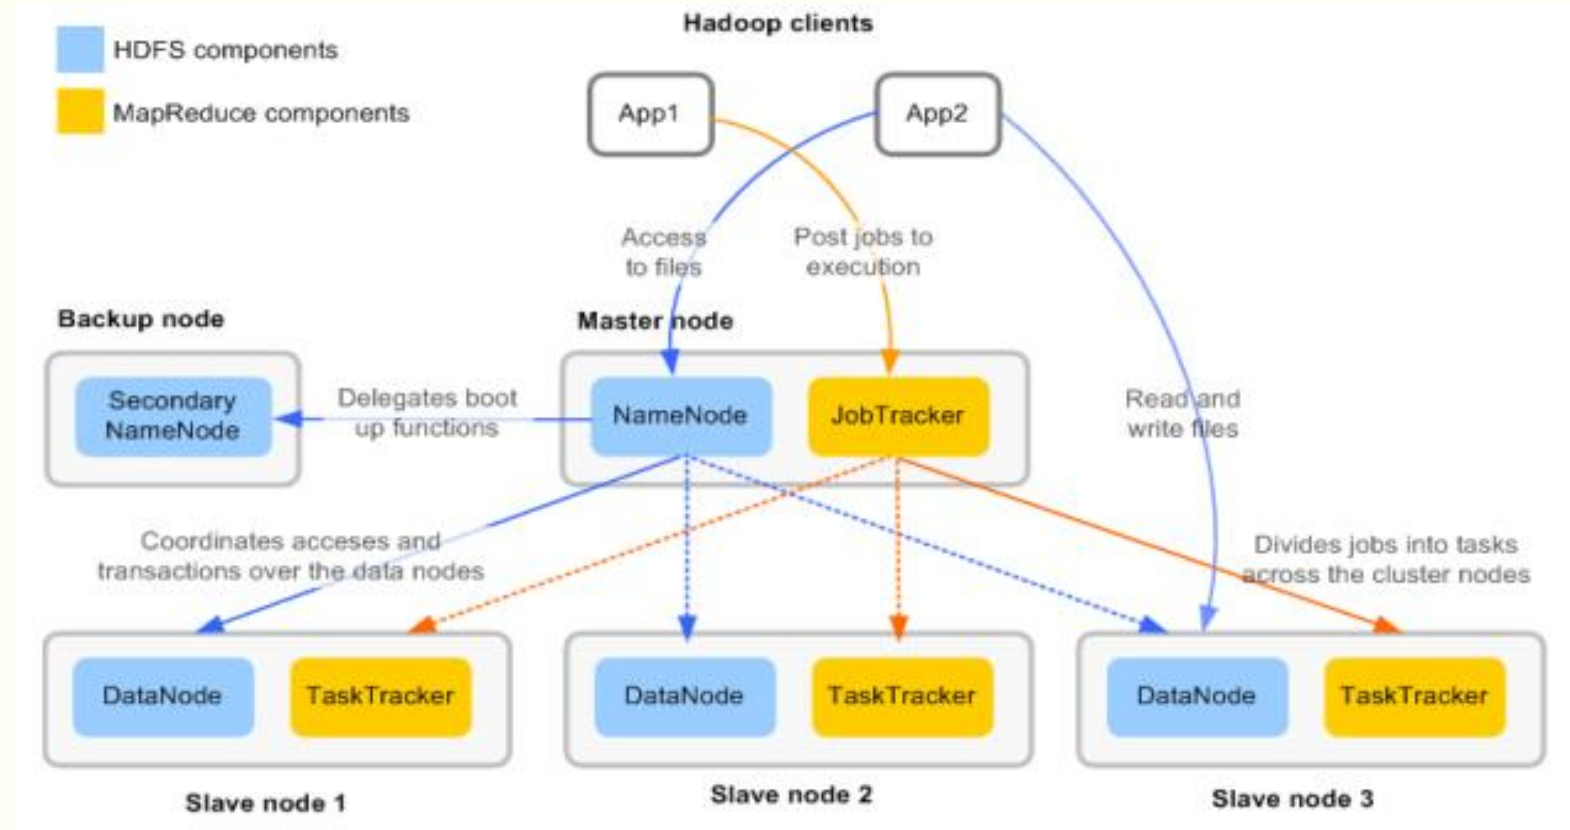 Hadoop clients
HDFS components
MapReduce components
App1
App2
Access
to files
Post jobs to
execution
Backup node
Master node
Secondary
NameNode
Delegates boot
up functions
NameNode
JobTracker
Read and
write files
Coordinates acceses and
transactions over the data nodes
Divides jobs into tasks
across the cluster nodes
DataNode
TaskTracker
DataNode
TaskTracker
DataNode
TaskTracker
Slave node 1
Slave node 2
Slave node 3